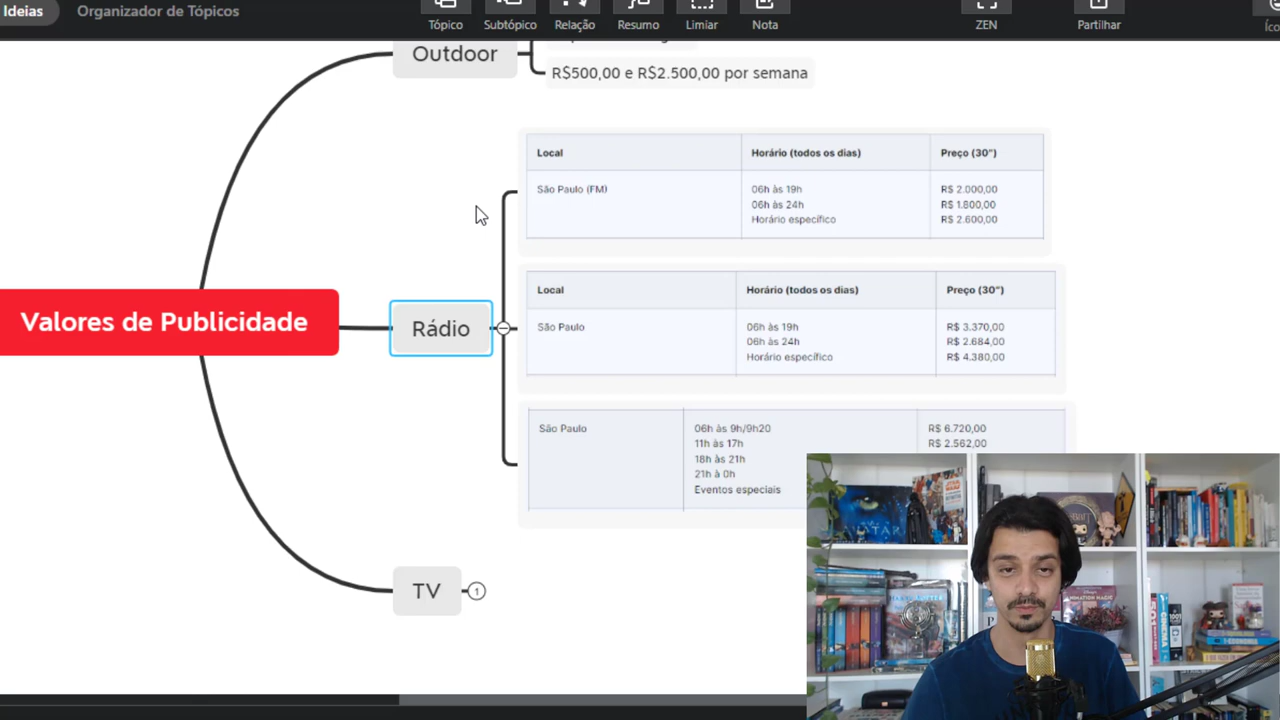 Ideias
Organizador de Tópicos
Tópico
Subtópico
Relação
Resumo
Limiar
Nota
ZEN
Partilhar
Outdoor
R$500,00 e R$2.500,00 por semana
Local Horário (todos os dias) Preço (30")
São Paulo (FM) 06h às 19h R$ 2.000,00
06h às 24h R$ 1.800,00
Horário específico R$ 2.600,00
Valores de Publicidade
Rádio
Local Horário (todos os dias) Preço (30")
São Paulo 06h às 19h R$ 3.370,00
06h às 24h R$ 2.684,00
Horário específico R$ 4.380,00
São Paulo 06h às 9h/9h20 R$ 6.720,00
11h às 17h R$ 2.562,00
18h às 21h
21h à 0h
Eventos especiais
TV
1
AVATAR